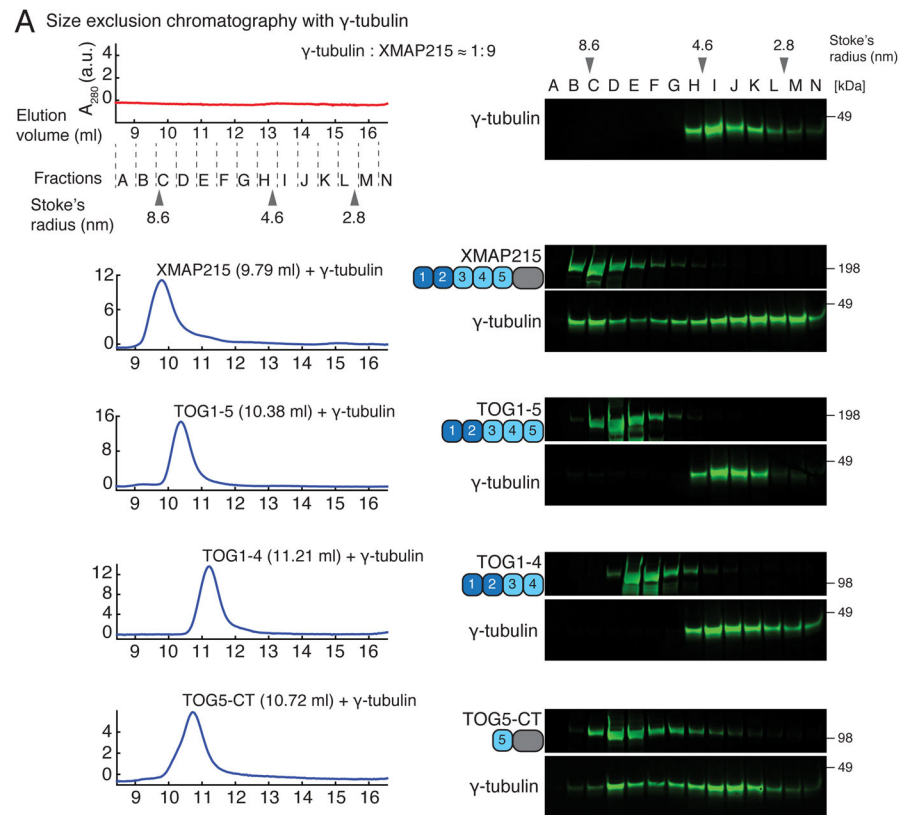 A Size exclusion chromatography with γ-tubulin
γ-tubulin : XMAP215 ≈ 1:9
A280 (a.u.)
4
2
0
Elution volume (ml)
9 10 11 12 13 14 15 16
Fractions
A B C D E F G H I J K L M N
Stoke's radius (nm)
8.6 4.6 2.8
8.6 4.6 2.8
Stoke's radius (nm)
A B C D E F G H I J K L M N [kDa]
γ-tubulin
49
XMAP215 (9.79 ml) + γ-tubulin
12
8
4
0
9 10 11 12 13 14 15 16
XMAP215
1 2 3 4 5
198
γ-tubulin
49
TOG1-5 (10.38 ml) + γ-tubulin
16
8
0
9 10 11 12 13 14 15 16
TOG1-5
1 2 3 4 5
198
γ-tubulin
49
TOG1-4 (11.21 ml) + γ-tubulin
12
8
4
0
9 10 11 12 13 14 15 16
TOG1-4
1 2 3 4
98
γ-tubulin
49
TOG5-CT (10.72 ml) + γ-tubulin
4
2
0
9 10 11 12 13 14 15 16
TOG5-CT
5
98
γ-tubulin
49